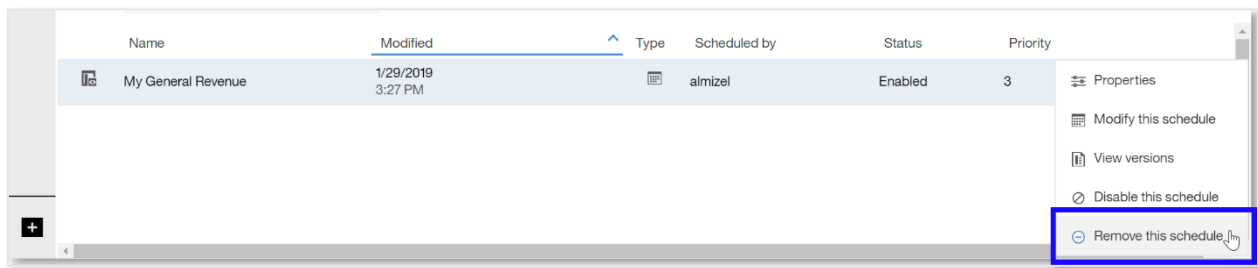 Name Modified Type Scheduled by Status Priority
My General Revenue 1/29/2019 almizel Enabled 3
3:27 PM
Properties
Modify this schedule
View versions
Disable this schedule
Remove this schedule